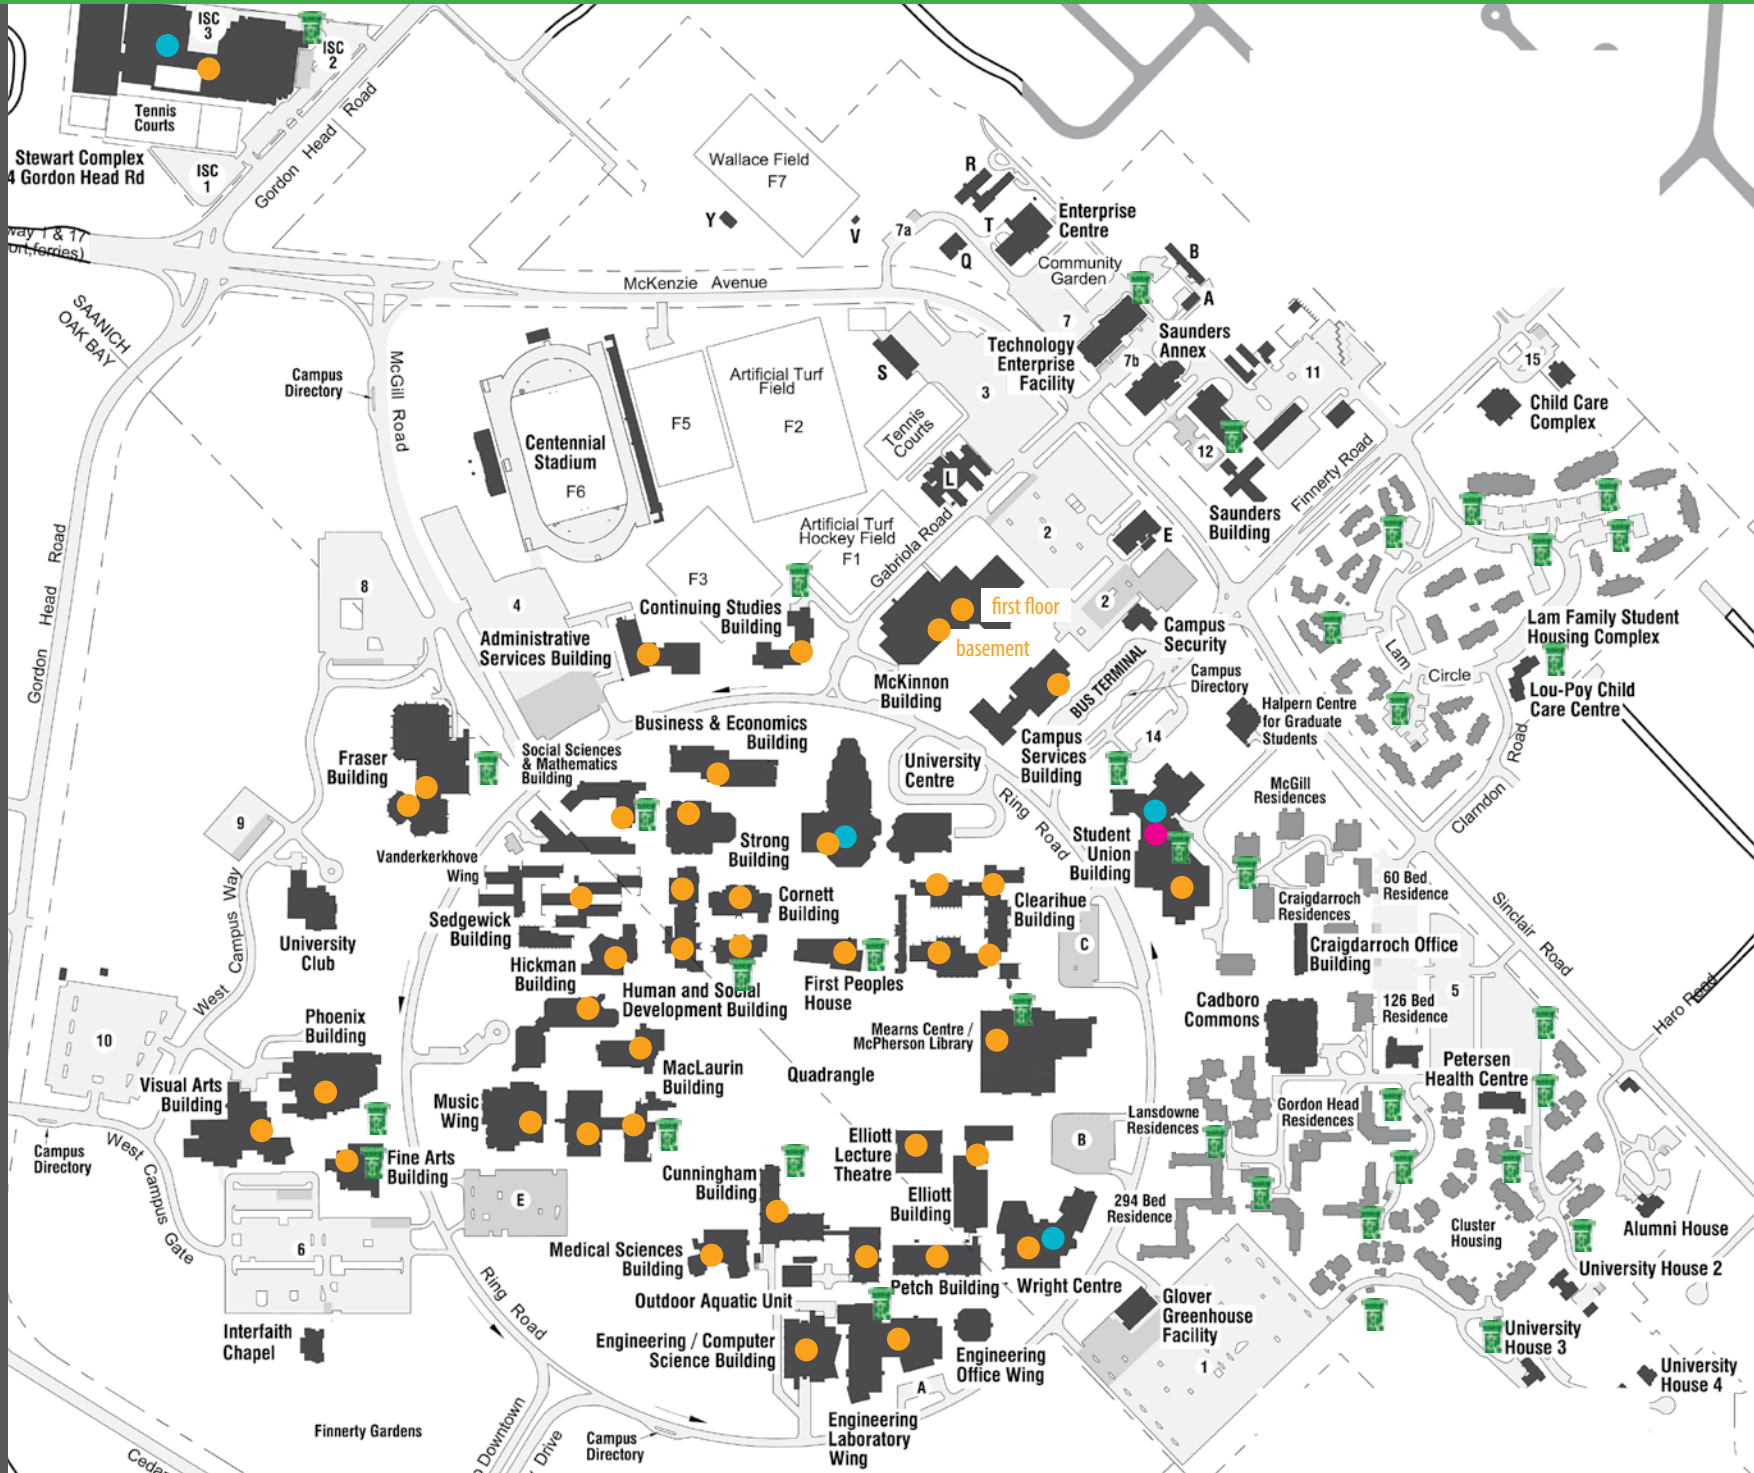 ISC
3
ISC
2
Tennis
Courts
Stewart Complex
4 Gordon Head Rd
ISC
1
Gordon Head Road
way 1 & 17
ort,ferries)
SAANICH
OAK BAY
Wallace Field
F7
Y
V
7a
R
T
Q
Enterprise
Centre
Community
Garden
B
A
McKenzie Avenue
7
Technology
Enterprise
Facility
7b
Saunders
Annex
11
15
Child Care
Complex
Campus
Directory
McGill Road
Centennial
Stadium
F6
F5
Artificial Turf
Field
F2
S
3
Tennis
Courts
L
12
Saunders
Building
Finnerty Road
Gordon Head Road
8
4
F3
Artificial Turf
Hockey Field
F1
Gabriola Road
2
E
2
first floor
basement
Continuing Studies
Building
Administrative
Services Building
McKinnon
Building
Campus
Security
BUS TERMINAL
Campus
Directory
Halpern Centre
for Graduate
Students
14
Lam Family Student
Housing Complex
Lam
Circle
Lou-Poy Child
Care Centre
Clarndon Road
Fraser
Building
Social Sciences
& Mathematics
Building
Business & Economics
Building
University
Centre
Campus
Services
Building
Ring Road
McGill
Residences
9
Vanderkerkhove
Wing
Strong
Building
Student
Union
Building
60 Bed
Residence
Craigdarroch
Residences
Sinclair Road
West Campus Way
University
Club
Sedgewick
Building
Cornett
Building
Clearihue
Building
C
Craigdarroch Office
Building
Hickman
Building
Human and Social
Development Building
First Peoples
House
Cadboro
Commons
126 Bed
Residence
5
Haro Road
10
Phoenix
Building
Mearns Centre /
McPherson Library
Visual Arts
Building
Music
Wing
MacLaurin
Building
Quadrangle
Petersen
Health Centre
Lansdowne
Residences
Gordon Head
Residences
Campus
Directory
West Campus Gate
Fine Arts
Building
E
Cunningham
Building
Elliott
Lecture
Theatre
B
Elliott
Building
294 Bed
Residence
Cluster
Housing
Alumni House
6
Medical Sciences
Building
Petch Building
Wright Centre
University House 2
Outdoor Aquatic Unit
Glover
Greenhouse
Facility
Interfaith
Chapel
Ring Road
Engineering / Computer
Science Building
Engineering
Office Wing
1
University
House 3
University
House 4
A
Finnerty Gardens
Downtown
Drive
Campus
Directory
Engineering
Laboratory
Wing